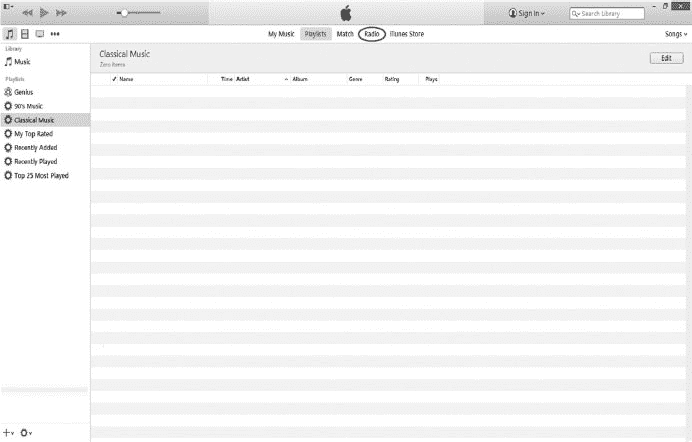 Sign In
Search Library
My Music Playlists Match Radio iTunes Store
Songs
Library
Music
Playlists
Genius
90's Music
Classical Music
My Top Rated
Recently Added
Recently Played
Top 25 Most Played
Classical Music
Zero items
Edit
Name Time Artist Album Genre Rating Plays